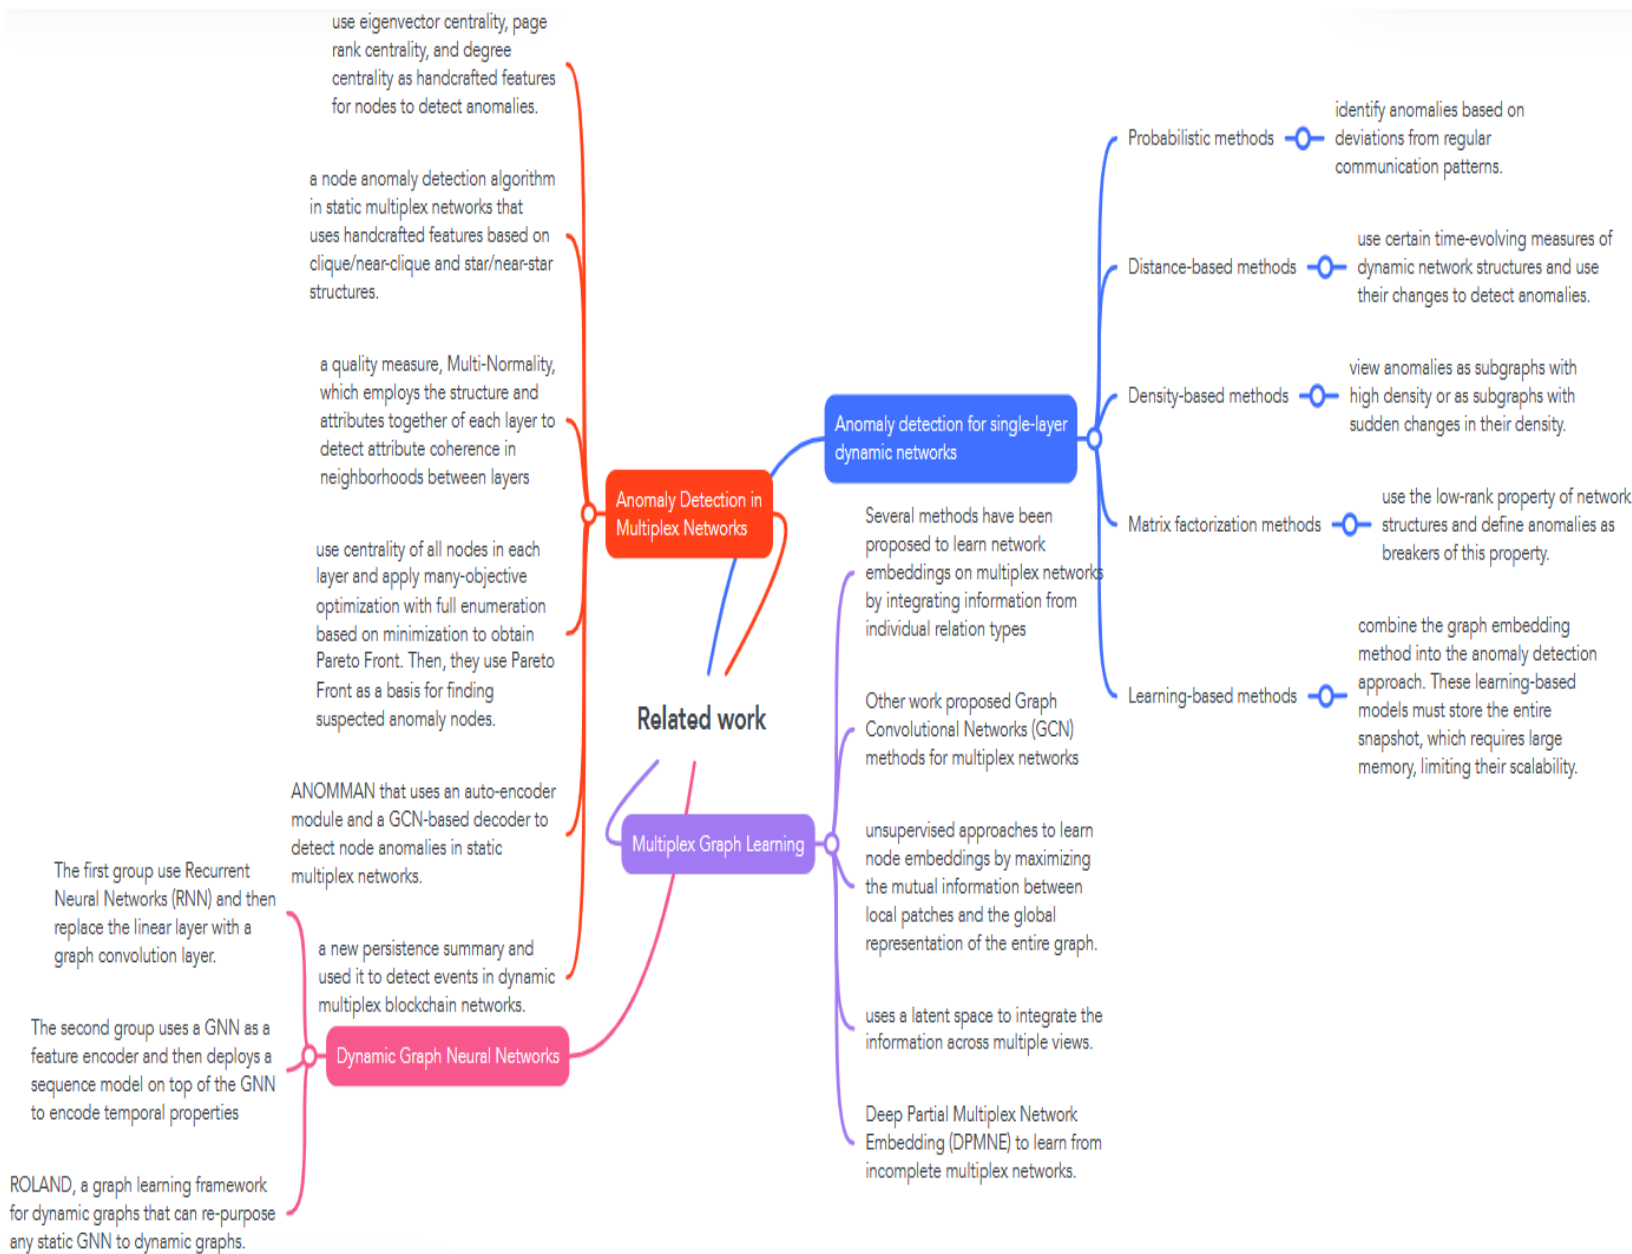 Related work
Anomaly Detection in
Multiplex Networks
use eigenvector centrality, page
rank centrality, and degree
centrality as handcrafted features
for nodes to detect anomalies.
a node anomaly detection algorithm
in static multiplex networks that
uses handcrafted features based on
clique/near-clique and star/near-star
structures.
a quality measure, Multi-Normality,
which employs the structure and
attributes together of each layer to
detect attribute coherence in
neighborhoods between layers
use centrality of all nodes in each
layer and apply many-objective
optimization with full enumeration
based on minimization to obtain
Pareto Front. Then, they use Pareto
Front as a basis for finding
suspected anomaly nodes.
ANOMMAN that uses an auto-encoder
module and a GCN-based decoder to
detect node anomalies in static
multiplex networks.
a new persistence summary and
used it to detect events in dynamic
multiplex blockchain networks.
Anomaly detection for single-layer
dynamic networks
Probabilistic methods
identify anomalies based on
deviations from regular
communication patterns.
Distance-based methods
use certain time-evolving measures of
dynamic network structures and use
their changes to detect anomalies.
Density-based methods
view anomalies as subgraphs with
high density or as subgraphs with
sudden changes in their density.
Matrix factorization methods
use the low-rank property of network
structures and define anomalies as
breakers of this property.
Learning-based methods
combine the graph embedding
method into the anomaly detection
approach. These learning-based
models must store the entire
snapshot, which requires large
memory, limiting their scalability.
Multiplex Graph Learning
Several methods have been
proposed to learn network
embeddings on multiplex networks
by integrating information from
individual relation types
Other work proposed Graph
Convolutional Networks (GCN)
methods for multiplex networks
unsupervised approaches to learn
node embeddings by maximizing
the mutual information between
local patches and the global
representation of the entire graph.
uses a latent space to integrate the
information across multiple views.
Deep Partial Multiplex Network
Embedding (DPMNE) to learn from
incomplete multiplex networks.
Dynamic Graph Neural Networks
The first group use Recurrent
Neural Networks (RNN) and then
replace the linear layer with a
graph convolution layer.
The second group uses a GNN as a
feature encoder and then deploys a
sequence model on top of the GNN
to encode temporal properties
ROLAND, a graph learning framework
for dynamic graphs that can re-purpose
any static GNN to dynamic graphs.